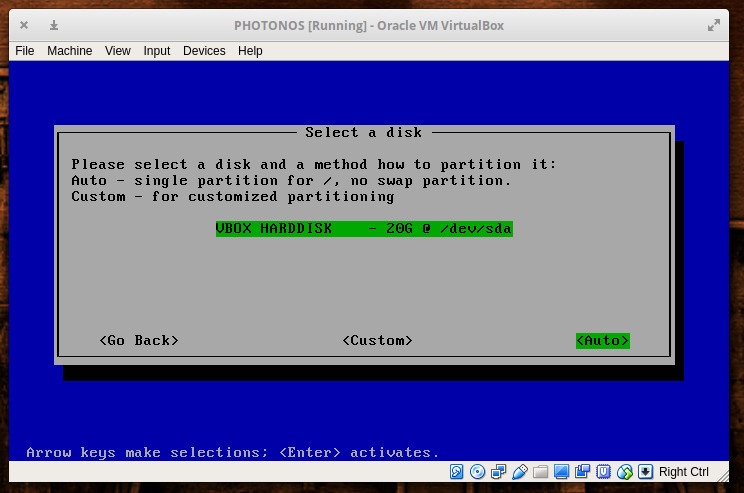 PHOTONOS [Running] - Oracle VM VirtualBox
File Machine View Input Devices Help
Select a disk
Please select a disk and a method how to partition it:
Auto - single partition for /, no swap partition.
Custom - for customized partitioning
VBOX HARDDISK    - 20G @ /dev/sda
<Go Back> <Custom> <Auto>
Arrow keys make selections; <Enter> activates.
Right Ctrl